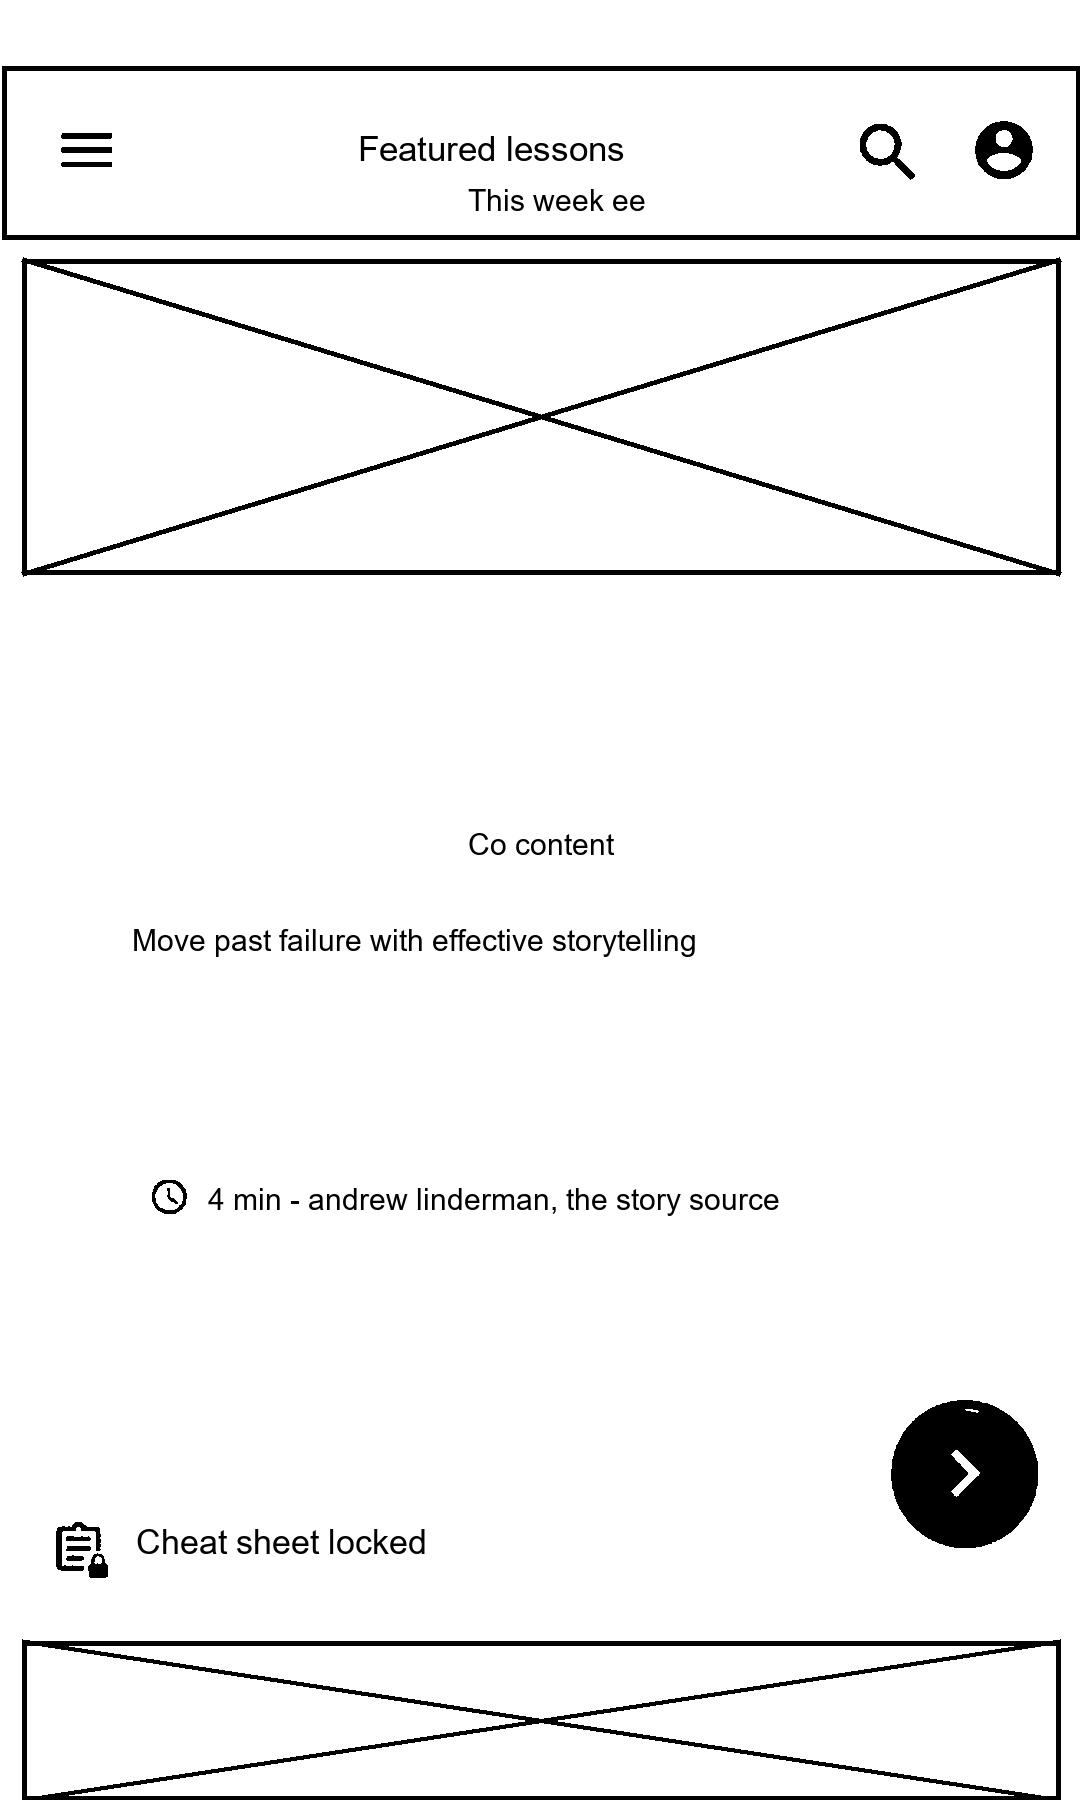 Featured lessons
This week ee
Co content
Move past failure with effective storytelling
4 min - andrew linderman, the story source
Cheat sheet locked